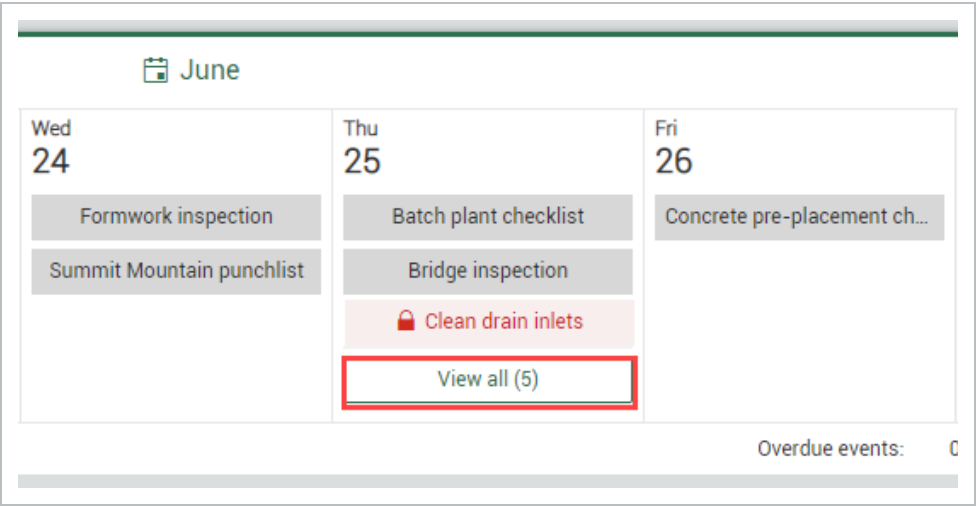 June
Wed
24
Formwork inspection
Summit Mountain punchlist
Thu
25
Batch plant checklist
Bridge inspection
Clean drain inlets
View all (5)
Fri
26
Concrete pre-placement ch...
Overdue events: 0